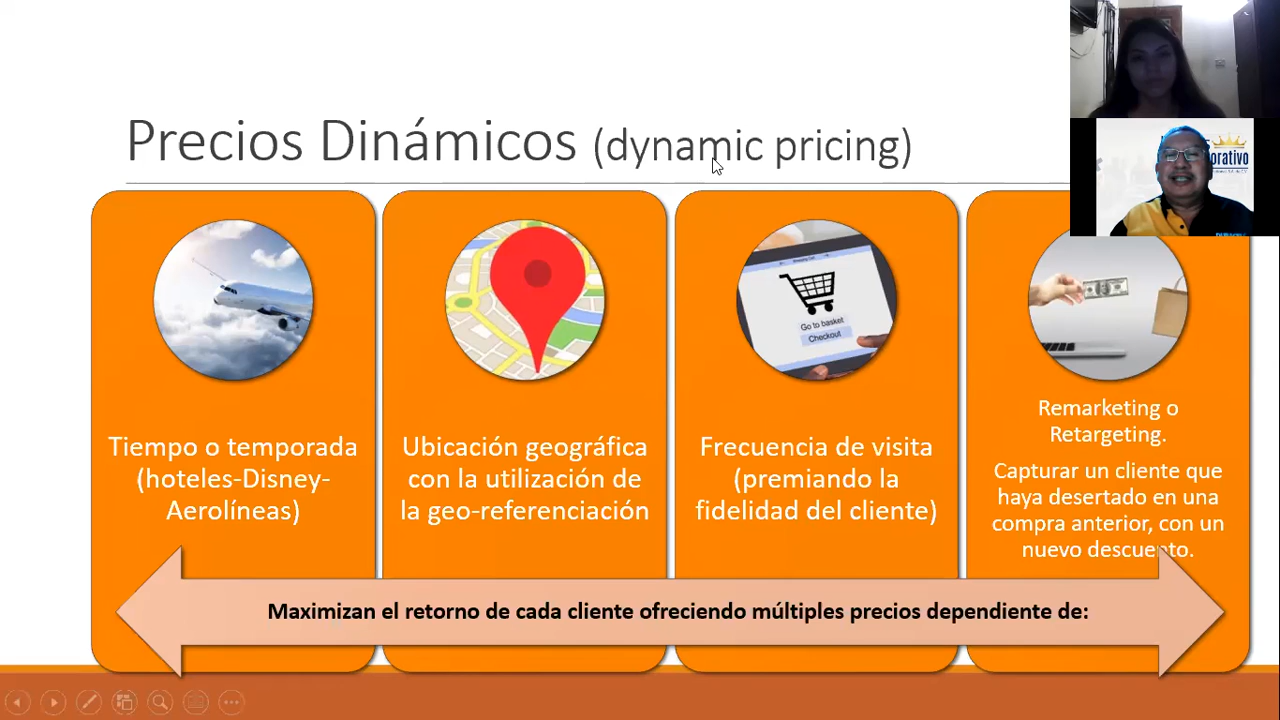 Precios Dinámicos (dynamic pricing)
orativo
Go to basket
Checkout
Tiempo o temporada
(hoteles-Disney-
Aerolíneas)
Ubicación geográfica
con la utilización de
la geo-referenciación
Frecuencia de visita
(premiando la
fidelidad del cliente)
Remarketing o
Retargeting.
Capturar un cliente que
haya desertado en una
compra anterior, con un
nuevo descuento.
Maximizan el retorno de cada cliente ofreciendo múltiples precios dependiente de: